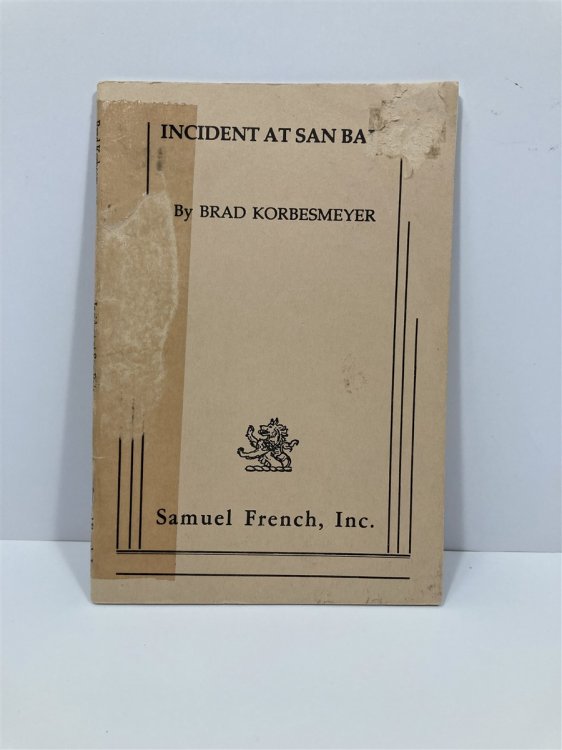 INCIDENT AT SAN BA
By BRAD KORBESMEYER
Samuel French, Inc.